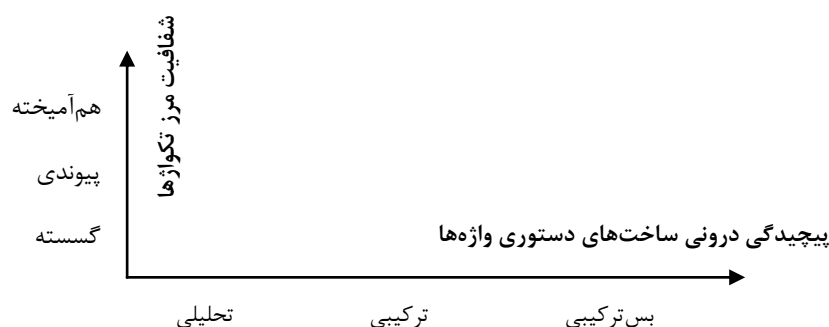 شفافیت مرز تکواژها
هم‌آمیخته
پیوندی
گسسته
پیچیدگی درونی ساخت‌های دستوری واژه‌ها
تحلیلی
ترکیبی
بس‌ترکیبی